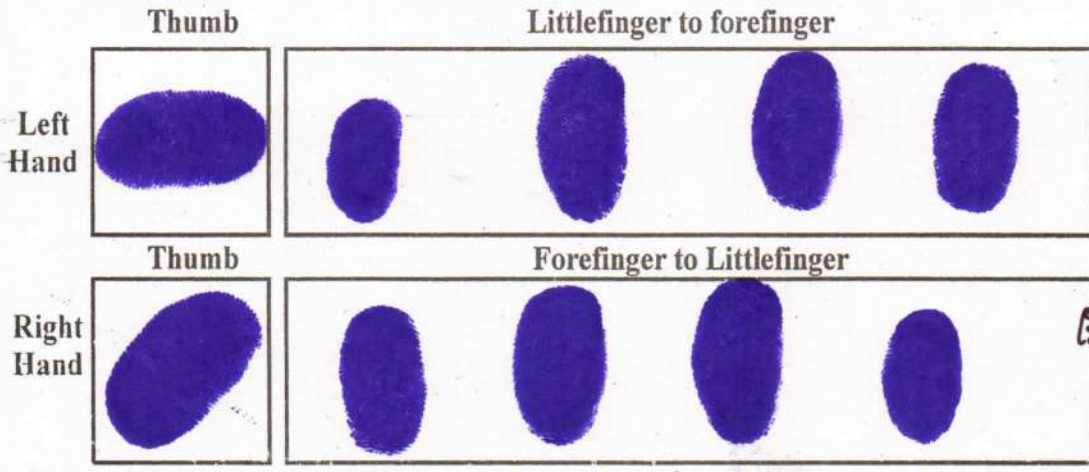 Thumb Littlefinger to forefinger
Left
Hand
Thumb Forefinger to Littlefinger
Right
Hand